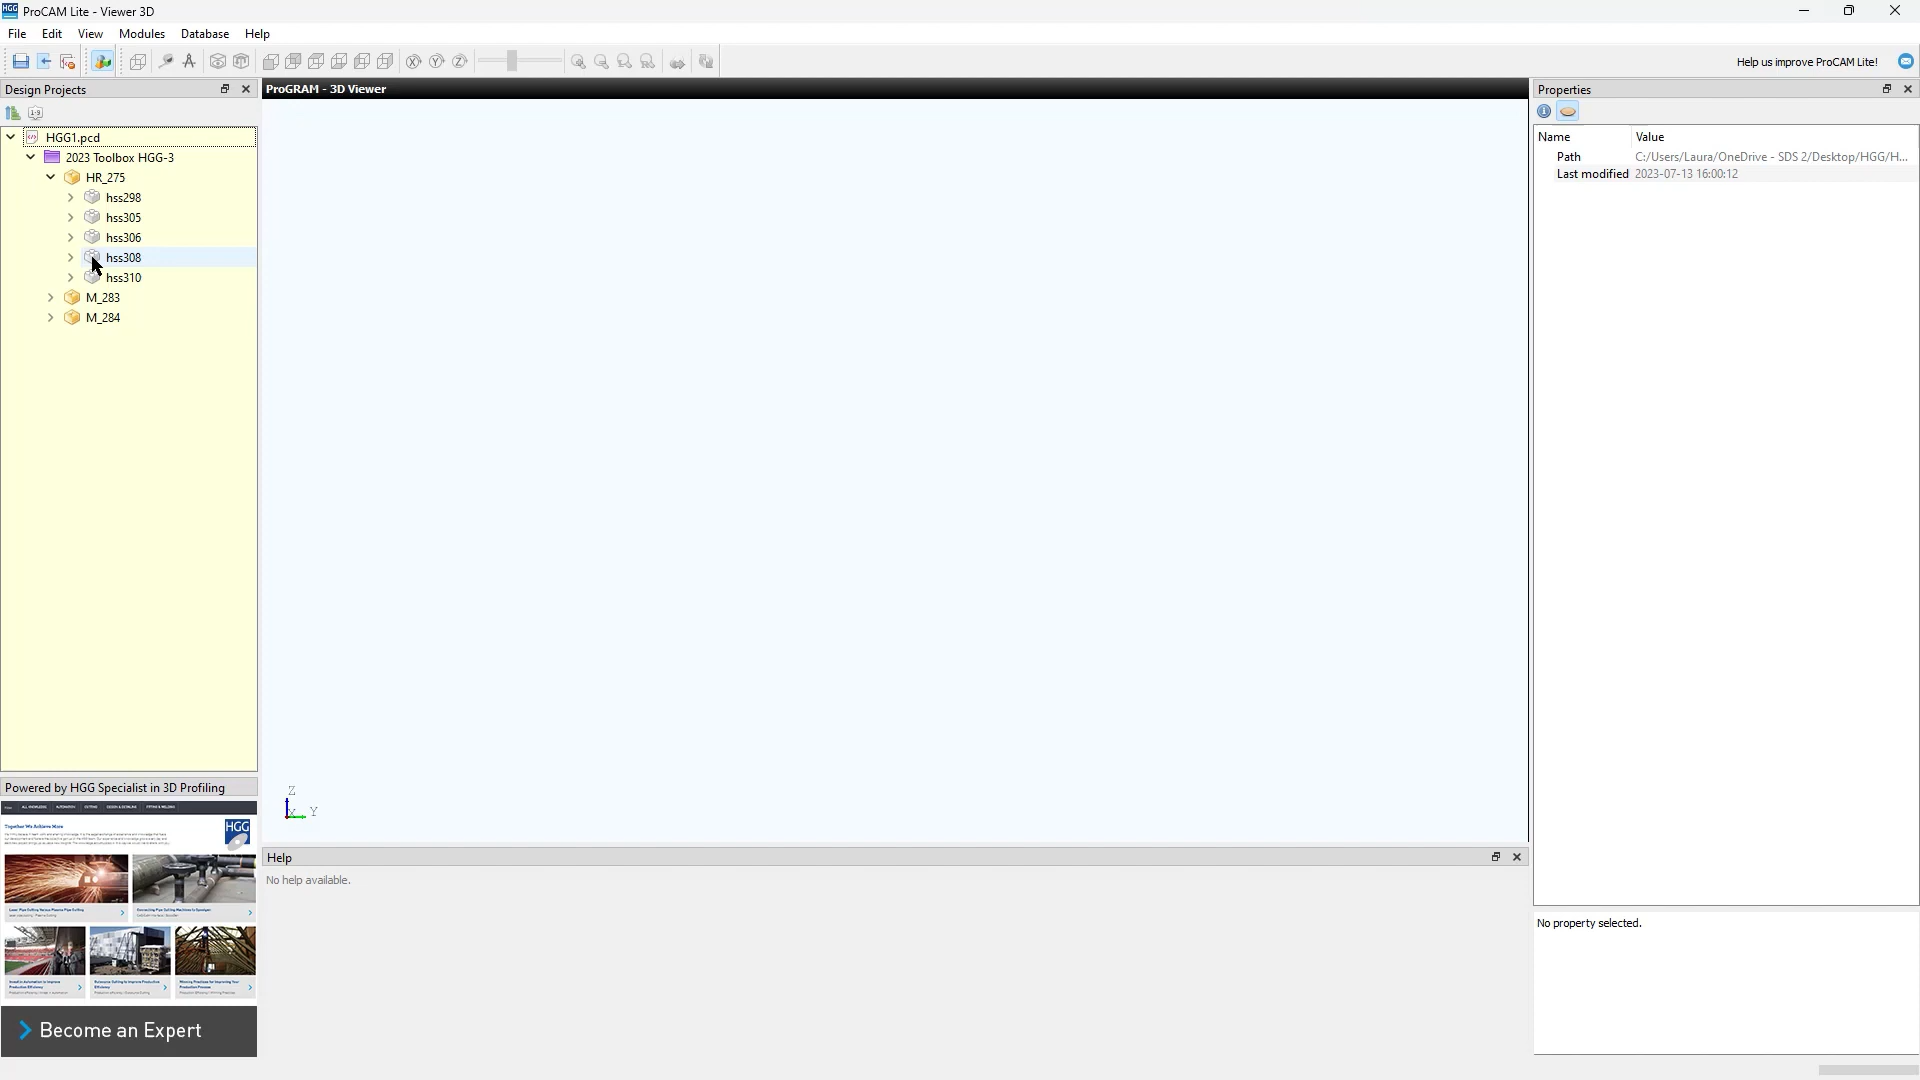 HGG ProCAM Lite - Viewer 3D
File Edit View Modules Database Help
Help us improve ProCAM Lite!
Design Projects
ProGRAM - 3D Viewer
Properties
1-9
HGG1.pcd
2023 Toolbox HGG-3
HR_275
hss298
hss305
hss306
hss308
hss310
M_283
M_284
Name Value
Path C:/Users/Laura/OneDrive - SDS 2/Desktop/HGG/H...
Last modified 2023-07-13 16:00:12
Z
X Y
Powered by HGG Specialist in 3D Profiling
Together We Achieve More
HGG
Become an Expert
Help
No help available.
No property selected.